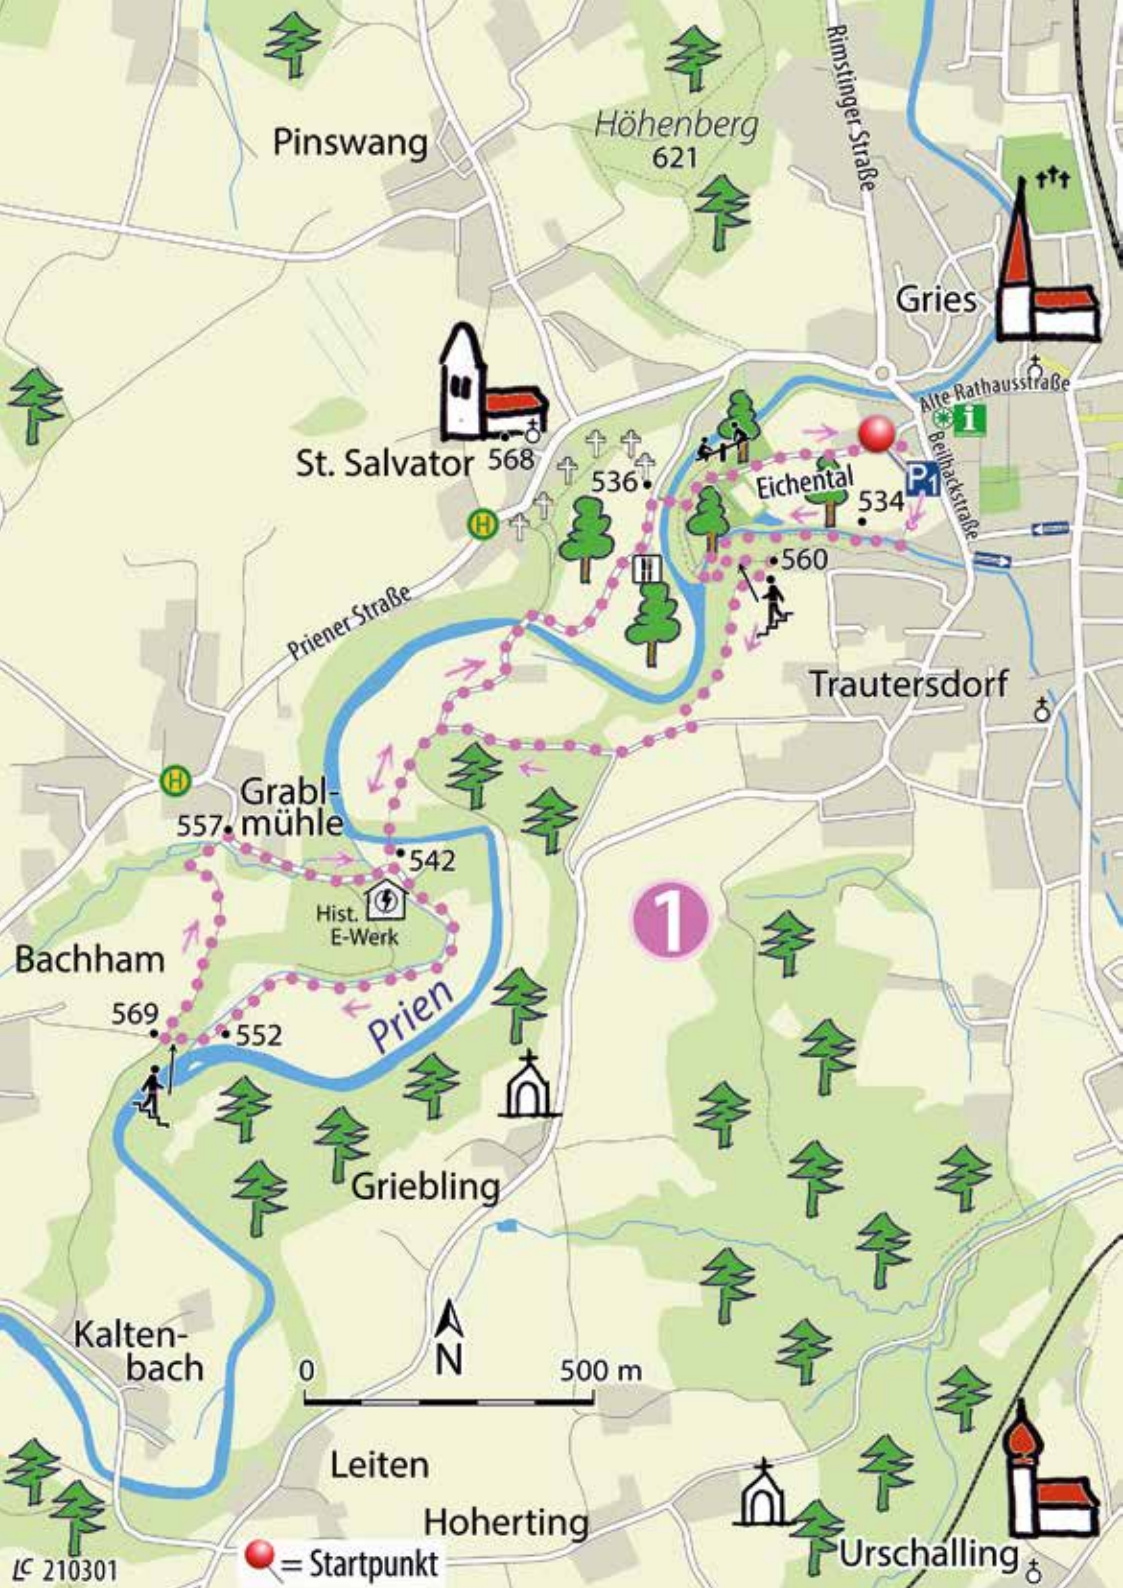 Rimstinger Straße
Pinswang
Höhenberg
621
Gries
Alte Rathausstraße
i
Beilhackstraße
St. Salvator 568
536
Eichental
P1
534
H
560
Priener Straße
Trautersdorf
H
Grabl-
mühle
557
542
Hist.
E-Werk
1
Bachham
569
552
Prien
Griebling
Kalten-
bach
N
0 500 m
Leiten
Hoherting
Urschalling
LC 210301
= Startpunkt